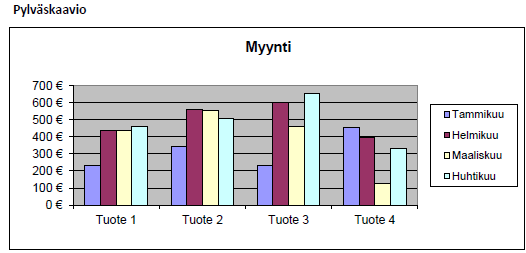 Pylväskaavio
Myynti
700 €
600 €
500 €
400 €
300 €
200 €
100 €
0 €
Tuote 1
Tuote 2
Tuote 3
Tuote 4
Tammikuu
Helmikuu
Maaliskuu
Huhtikuu